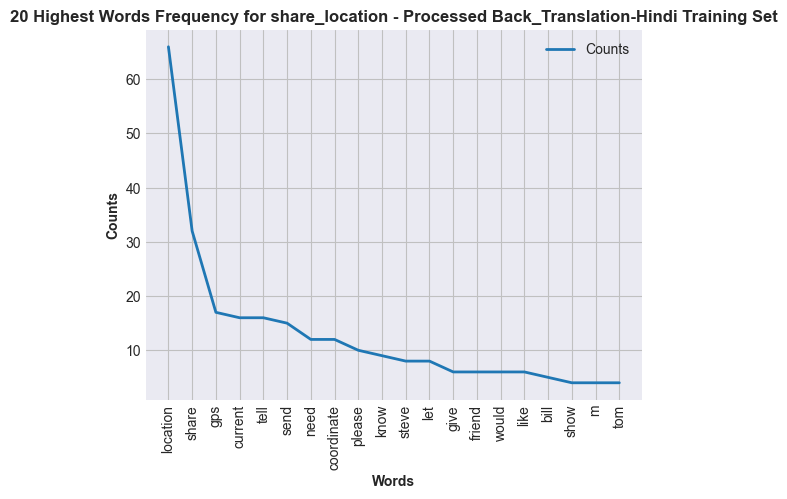 20 Highest Words Frequency for share_location - Processed Back_Translation-Hindi Training Set
Counts
60
50
40
30
20
10
Counts
location
share
gps
current
tell
send
need
coordinate
please
know
steve
let
give
friend
would
like
bill
show
m
tom
Words